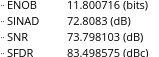 ENOB 11.800716 (bits)
SINAD 72.8083 (dB)
SNR 73.798103 (dB)
SFDR 83.498575 (dBc)